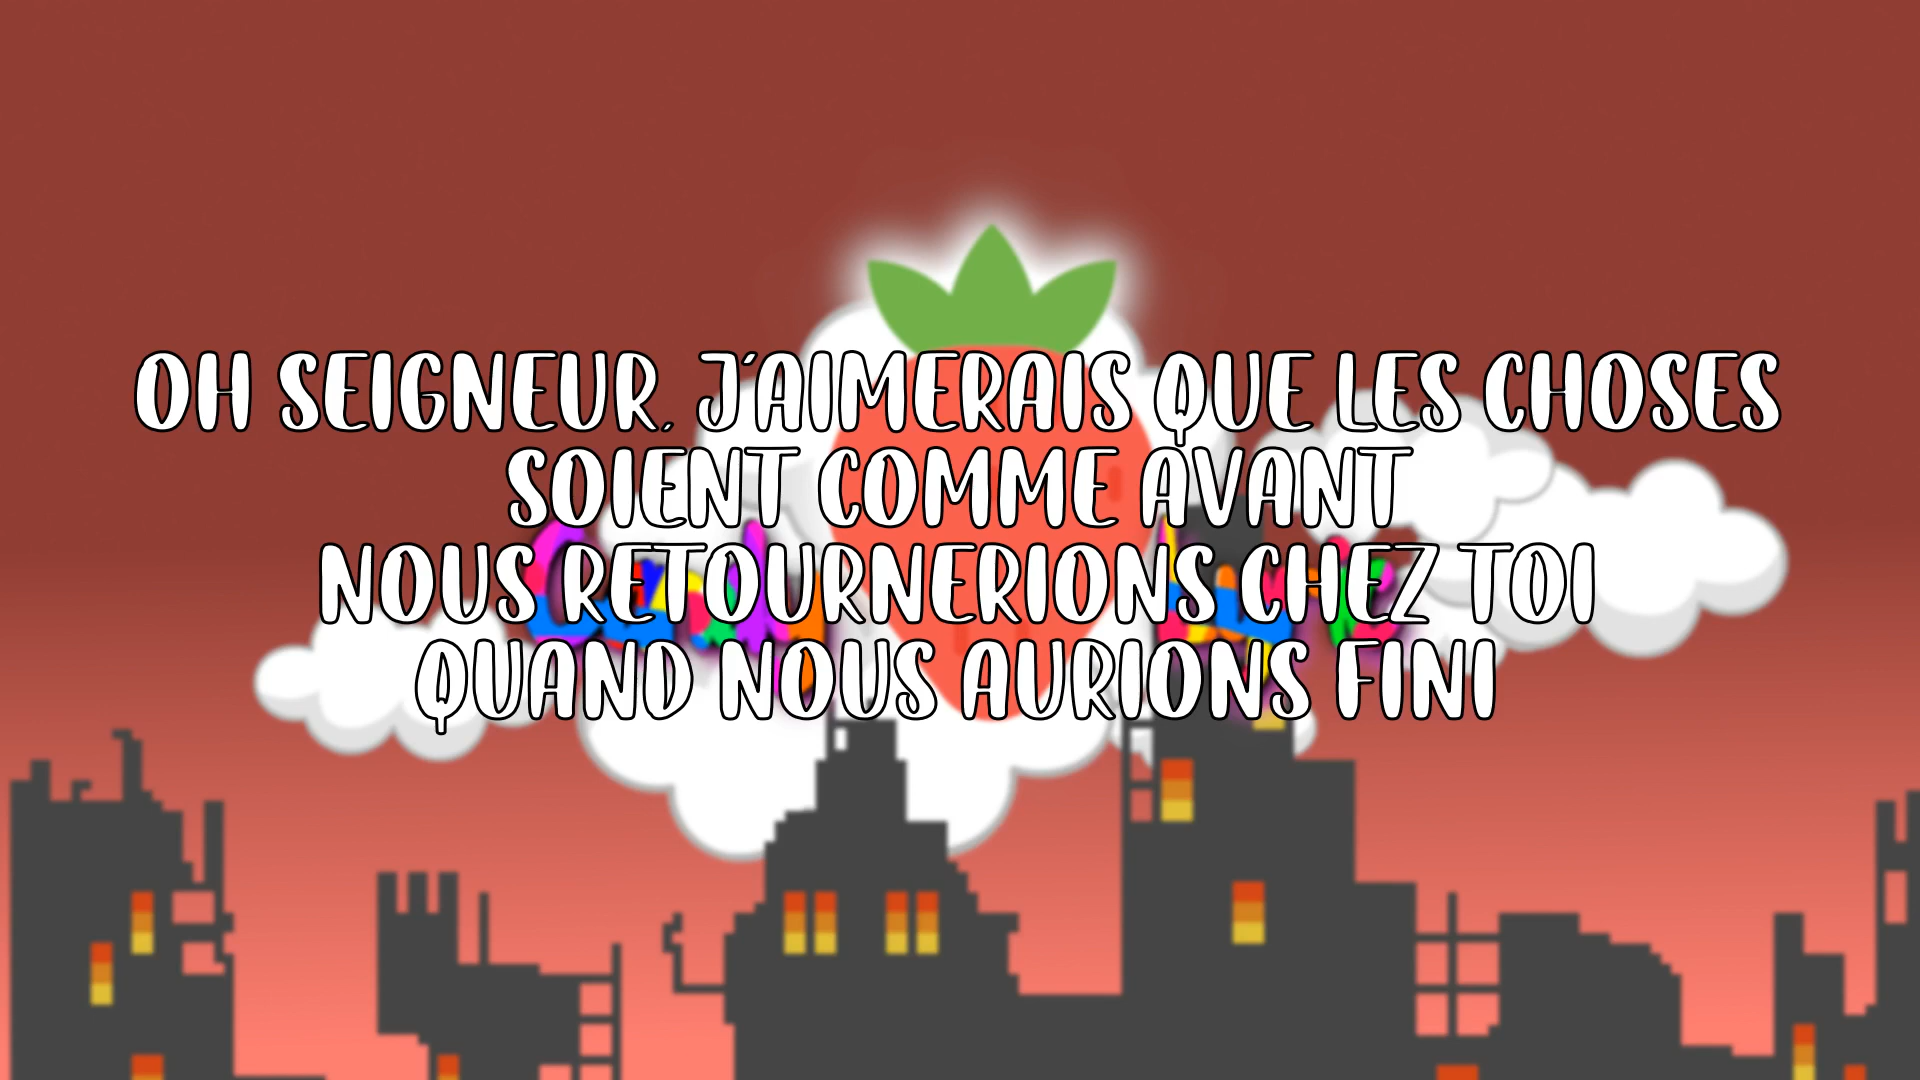 OH SEIGNEUR, J'AIMERAIS QUE LES CHOSES
SOIENT COMME AVANT
NOUS RETOURNERIONS CHEZ TOI
QUAND NOUS AURIONS FINI